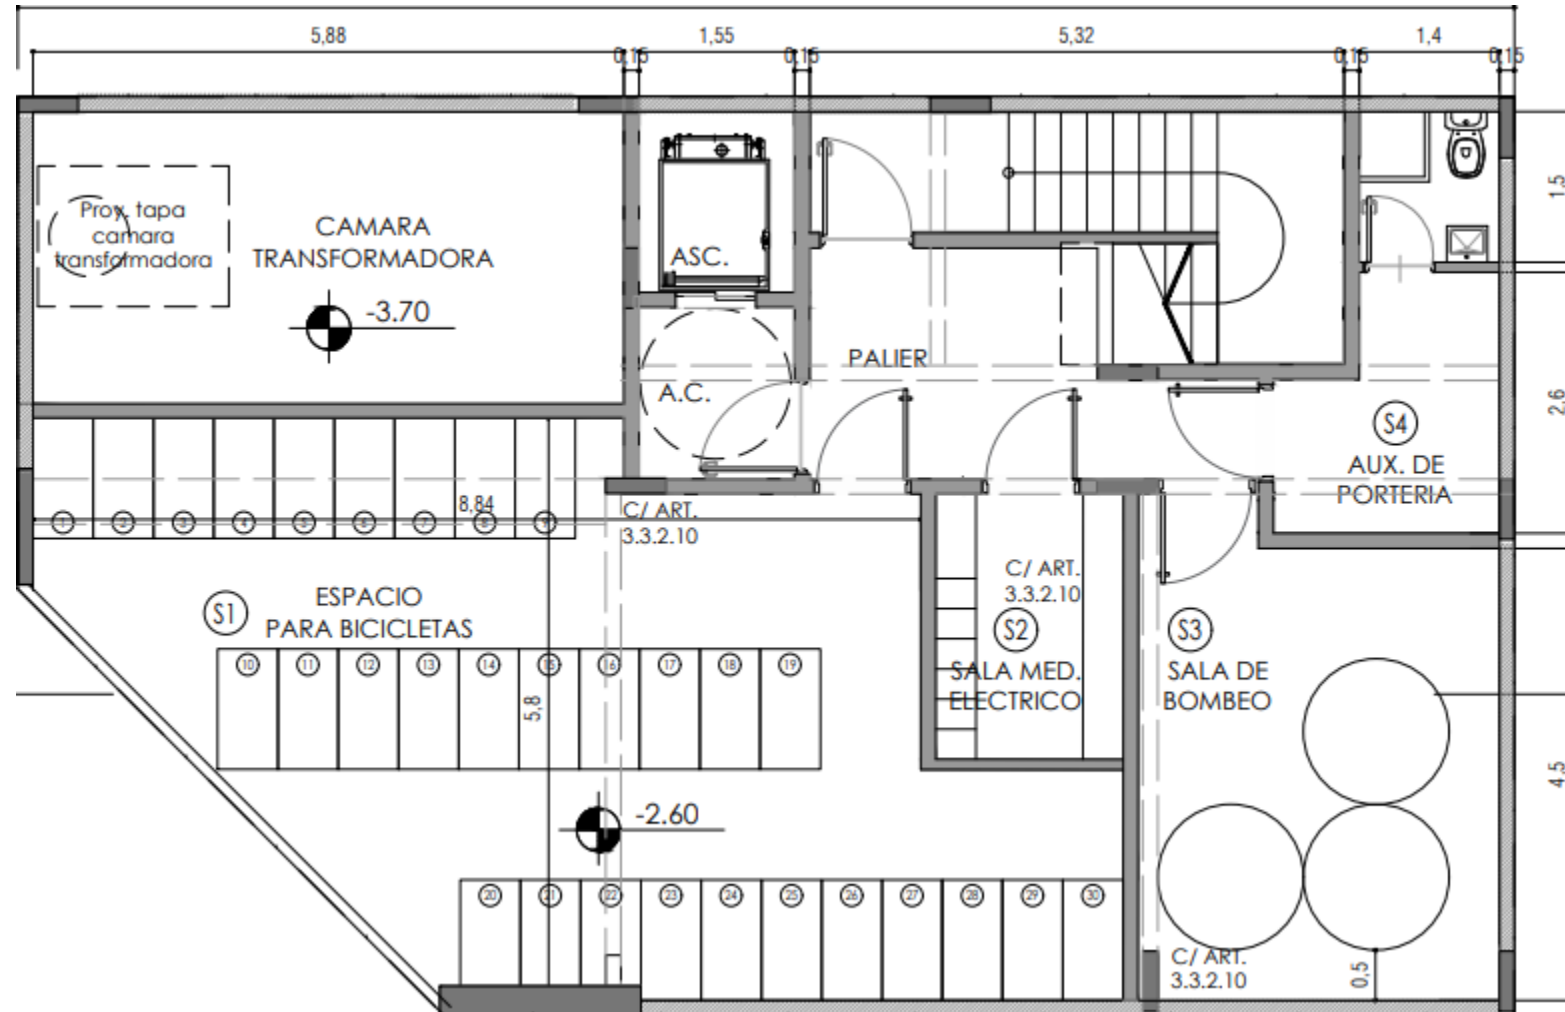 5,88
1,55
5,32
1,4
0,15
0,15
0,15
0,15
Proy. tapa
camara
transformadora
CAMARA
TRANSFORMADORA
-3.70
ASC.
A.C.
PALIER
1,5
2,6
S4
AUX. DE
PORTERIA
8,84
1
2
3
4
5
6
7
8
9
C/ ART.
3.3.2.10
S1
ESPACIO
PARA BICICLETAS
C/ ART.
3.3.2.10
S2
SALA MED.
ELECTRICO
S3
SALA DE
BOMBEO
10
11
12
13
14
15
16
17
18
19
5,8
4,5
-2.60
20
21
22
23
24
25
26
27
28
29
30
C/ ART.
3.3.2.10
0,5